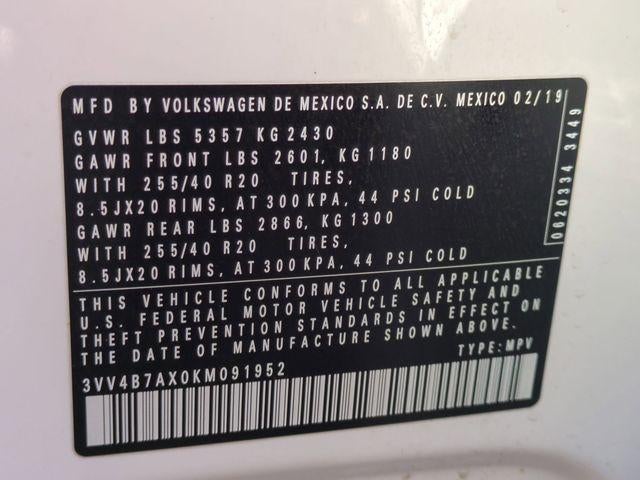 MFD BY VOLKSWAGEN DE MEXICO S.A. DE C.V. MEXICO 02/19
GVWR LBS 5357 KG 2430
GAWR FRONT LBS 2601, KG 1180
WITH 255/40 R20 TIRES,
8.5JX20 RIMS, AT 300 KPA, 44 PSI COLD
GAWR REAR LBS 2866, KG 1300
WITH 255/40 R20 TIRES,
8.5JX20 RIMS, AT 300 KPA, 44 PSI COLD
0620334 3449
THIS VEHICLE CONFORMS TO ALL APPLICABLE
U.S. FEDERAL MOTOR VEHICLE SAFETY AND
THEFT PREVENTION STANDARDS IN EFFECT ON
THE DATE OF MANUFACTURE SHOWN ABOVE.
TYPE: MPV
3VV4B7AX0KM091952